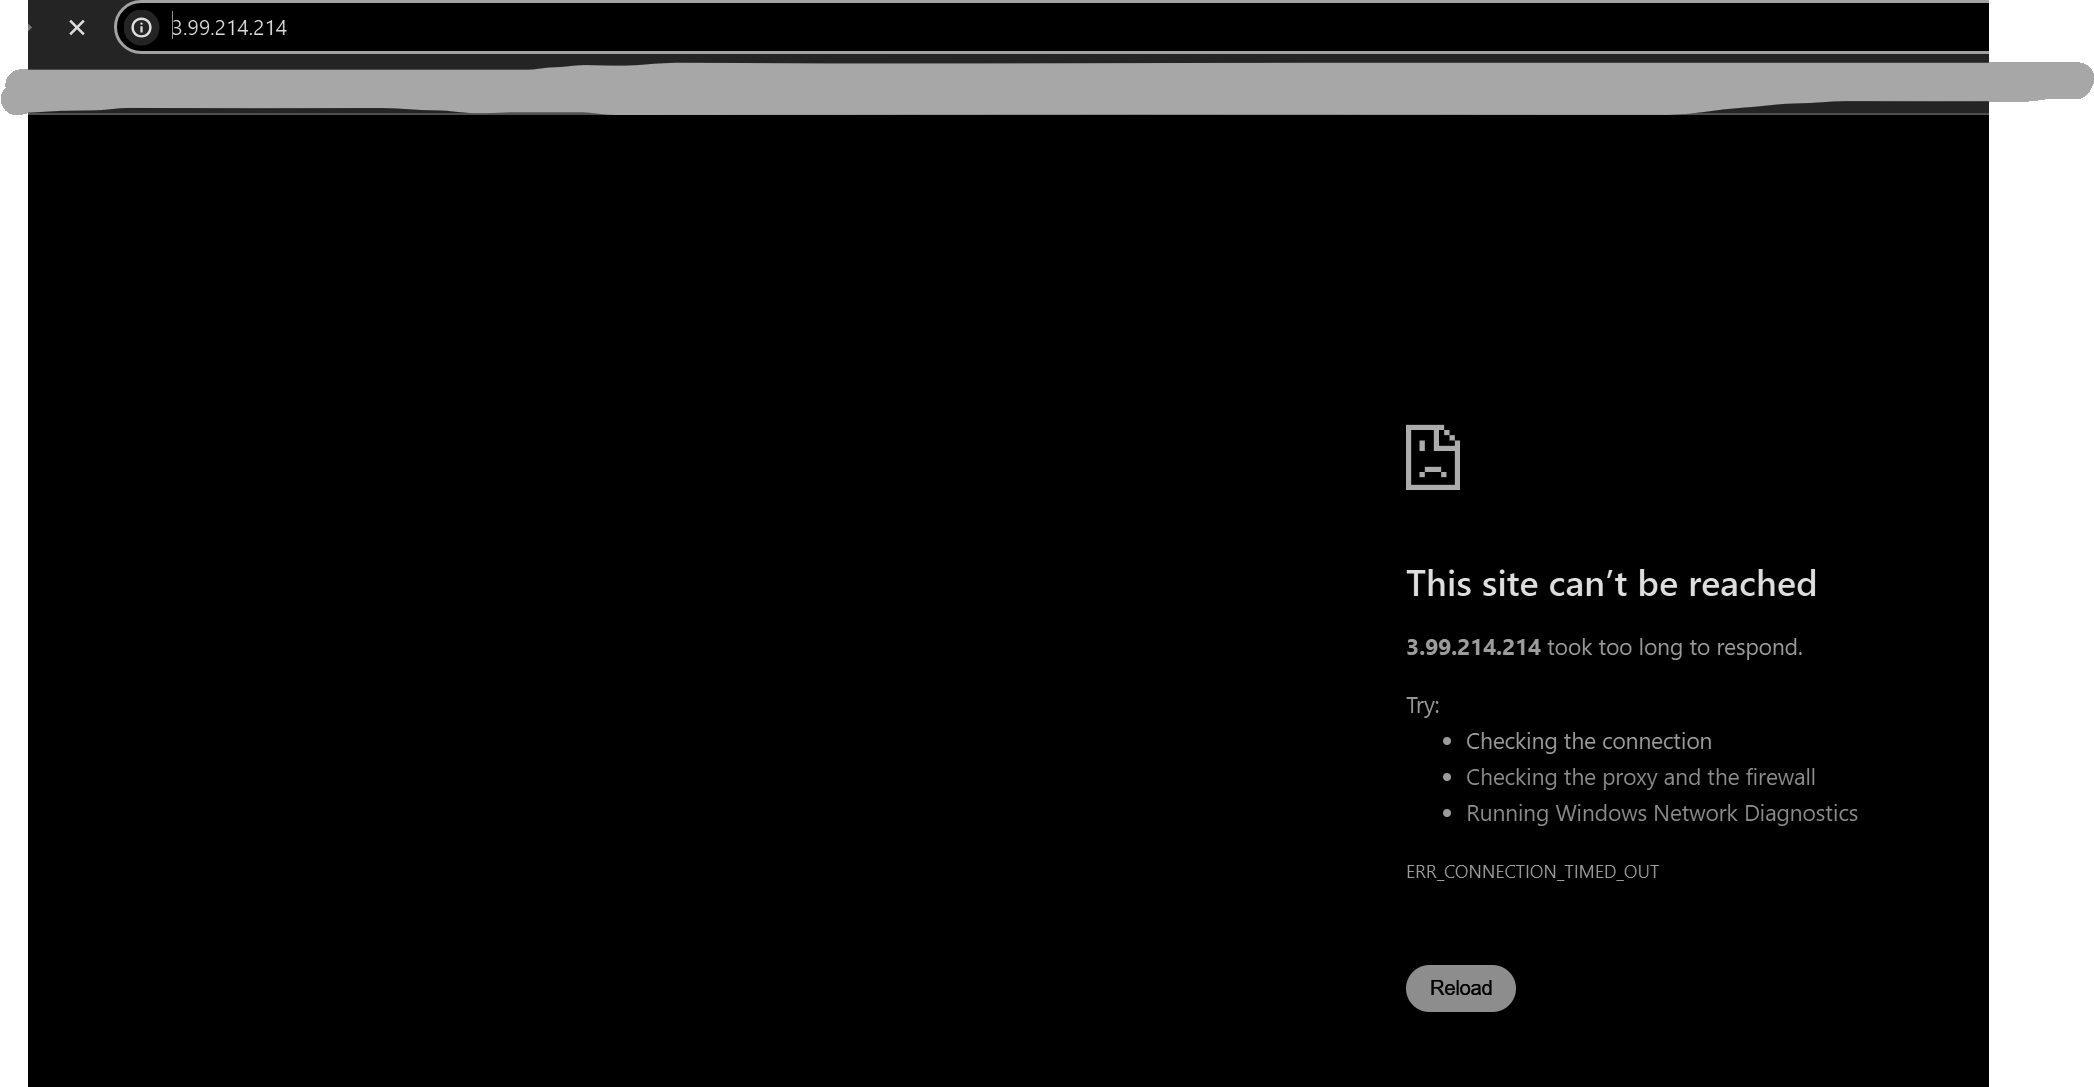 3.99.214.214
This site can’t be reached
3.99.214.214 took too long to respond.
Try:
• Checking the connection
• Checking the proxy and the firewall
• Running Windows Network Diagnostics
ERR_CONNECTION_TIMED_OUT
Reload